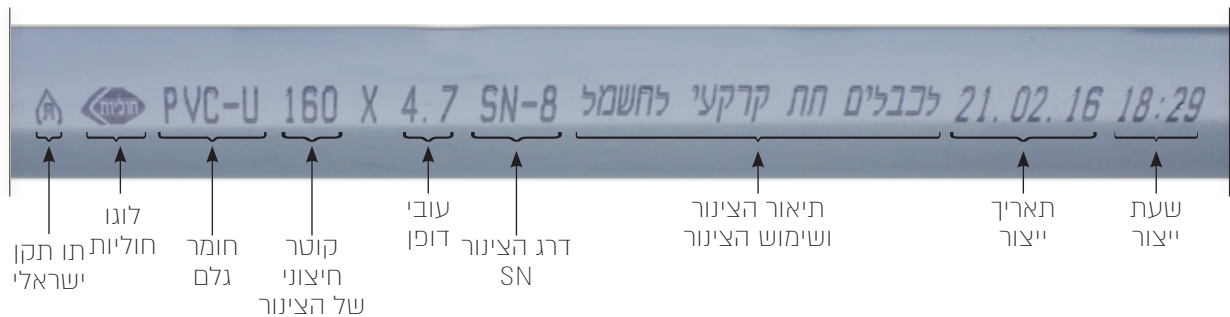 חוליות PVC-U 160 X 4.7 SN-8 לכבלים תת קרקעי לחשמל 21.02.16 18:29
תו תקן
ישראלי
לוגו
חוליות
חומר
גלם
קוטר
חיצוני
של הצינור
עובי
דופן
דרג הצינור
SN
תיאור הצינור
ושימוש הצינור
תאריך
ייצור
שעת
ייצור